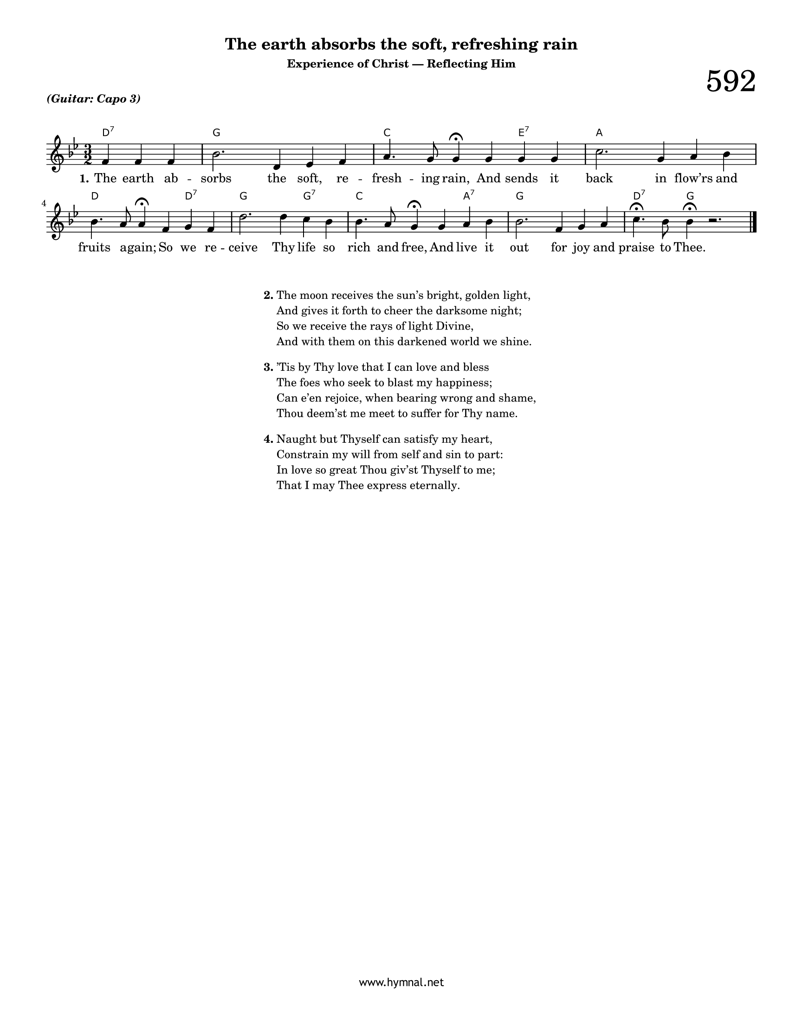 The earth absorbs the soft, refreshing rain
Experience of Christ — Reflecting Him
592
(Guitar: Capo 3)
D7 G C E7 A
3
2
1. The earth ab - sorbs the soft, re - fresh - ing rain, And sends it back in flow'rs and
4
D D7 G G7 C A7 G D7 G
fruits again; So we re - ceive Thy life so rich and free, And live it out for joy and praise to Thee.
2. The moon receives the sun's bright, golden light,
And gives it forth to cheer the darksome night;
So we receive the rays of light Divine,
And with them on this darkened world we shine.
3. 'Tis by Thy love that I can love and bless
The foes who seek to blast my happiness;
Can e'en rejoice, when bearing wrong and shame,
Thou deem'st me meet to suffer for Thy name.
4. Naught but Thyself can satisfy my heart,
Constrain my will from self and sin to part:
In love so great Thou giv'st Thyself to me;
That I may Thee express eternally.
www.hymnal.net